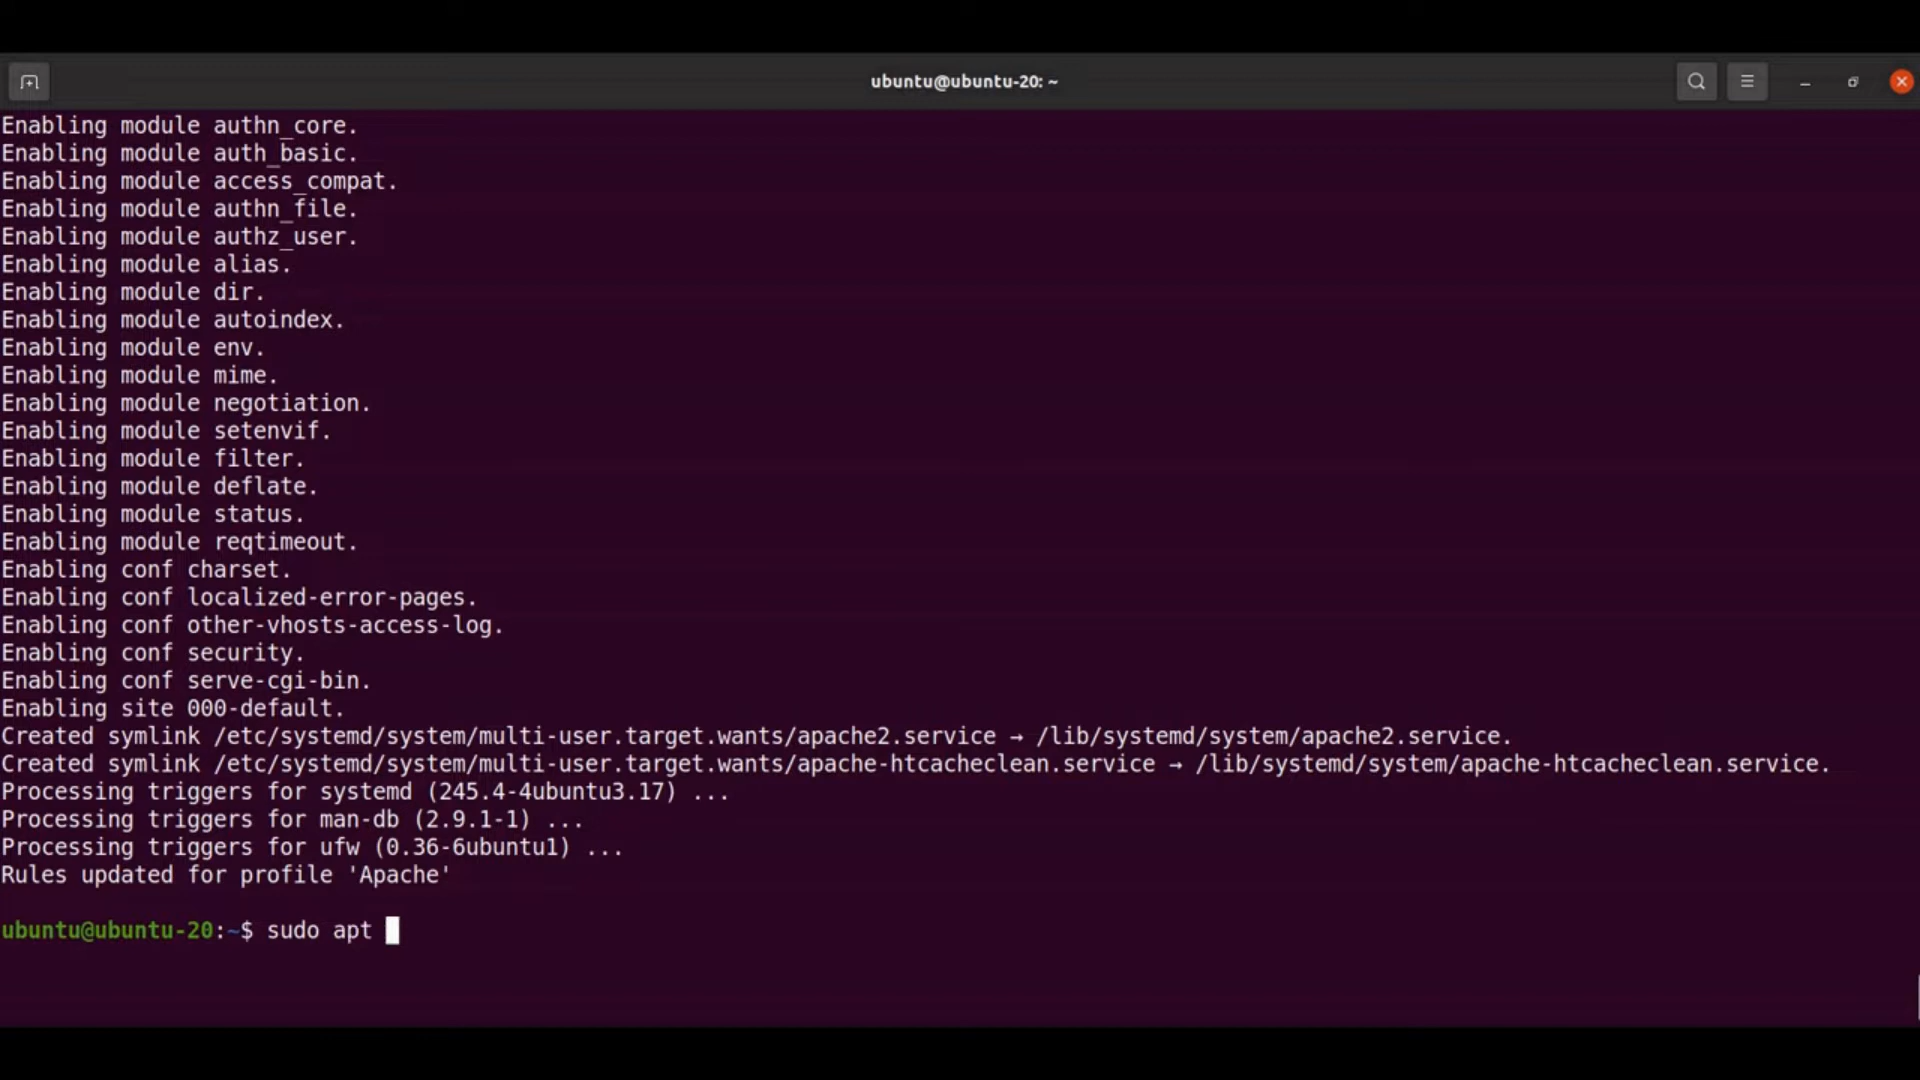 ubuntu@ubuntu-20: ~
Enabling module authn_core.
Enabling module auth_basic.
Enabling module access_compat.
Enabling module authn_file.
Enabling module authz_user.
Enabling module alias.
Enabling module dir.
Enabling module autoindex.
Enabling module env.
Enabling module mime.
Enabling module negotiation.
Enabling module setenvif.
Enabling module filter.
Enabling module deflate.
Enabling module status.
Enabling module reqtimeout.
Enabling conf charset.
Enabling conf localized-error-pages.
Enabling conf other-vhosts-access-log.
Enabling conf security.
Enabling conf serve-cgi-bin.
Enabling site 000-default.
Created symlink /etc/systemd/system/multi-user.target.wants/apache2.service → /lib/systemd/system/apache2.service.
Created symlink /etc/systemd/system/multi-user.target.wants/apache-htcacheclean.service → /lib/systemd/system/apache-htcacheclean.service.
Processing triggers for systemd (245.4-4ubuntu3.17) ...
Processing triggers for man-db (2.9.1-1) ...
Processing triggers for ufw (0.36-6ubuntu1) ...
Rules updated for profile 'Apache'
ubuntu@ubuntu-20:~$ sudo apt